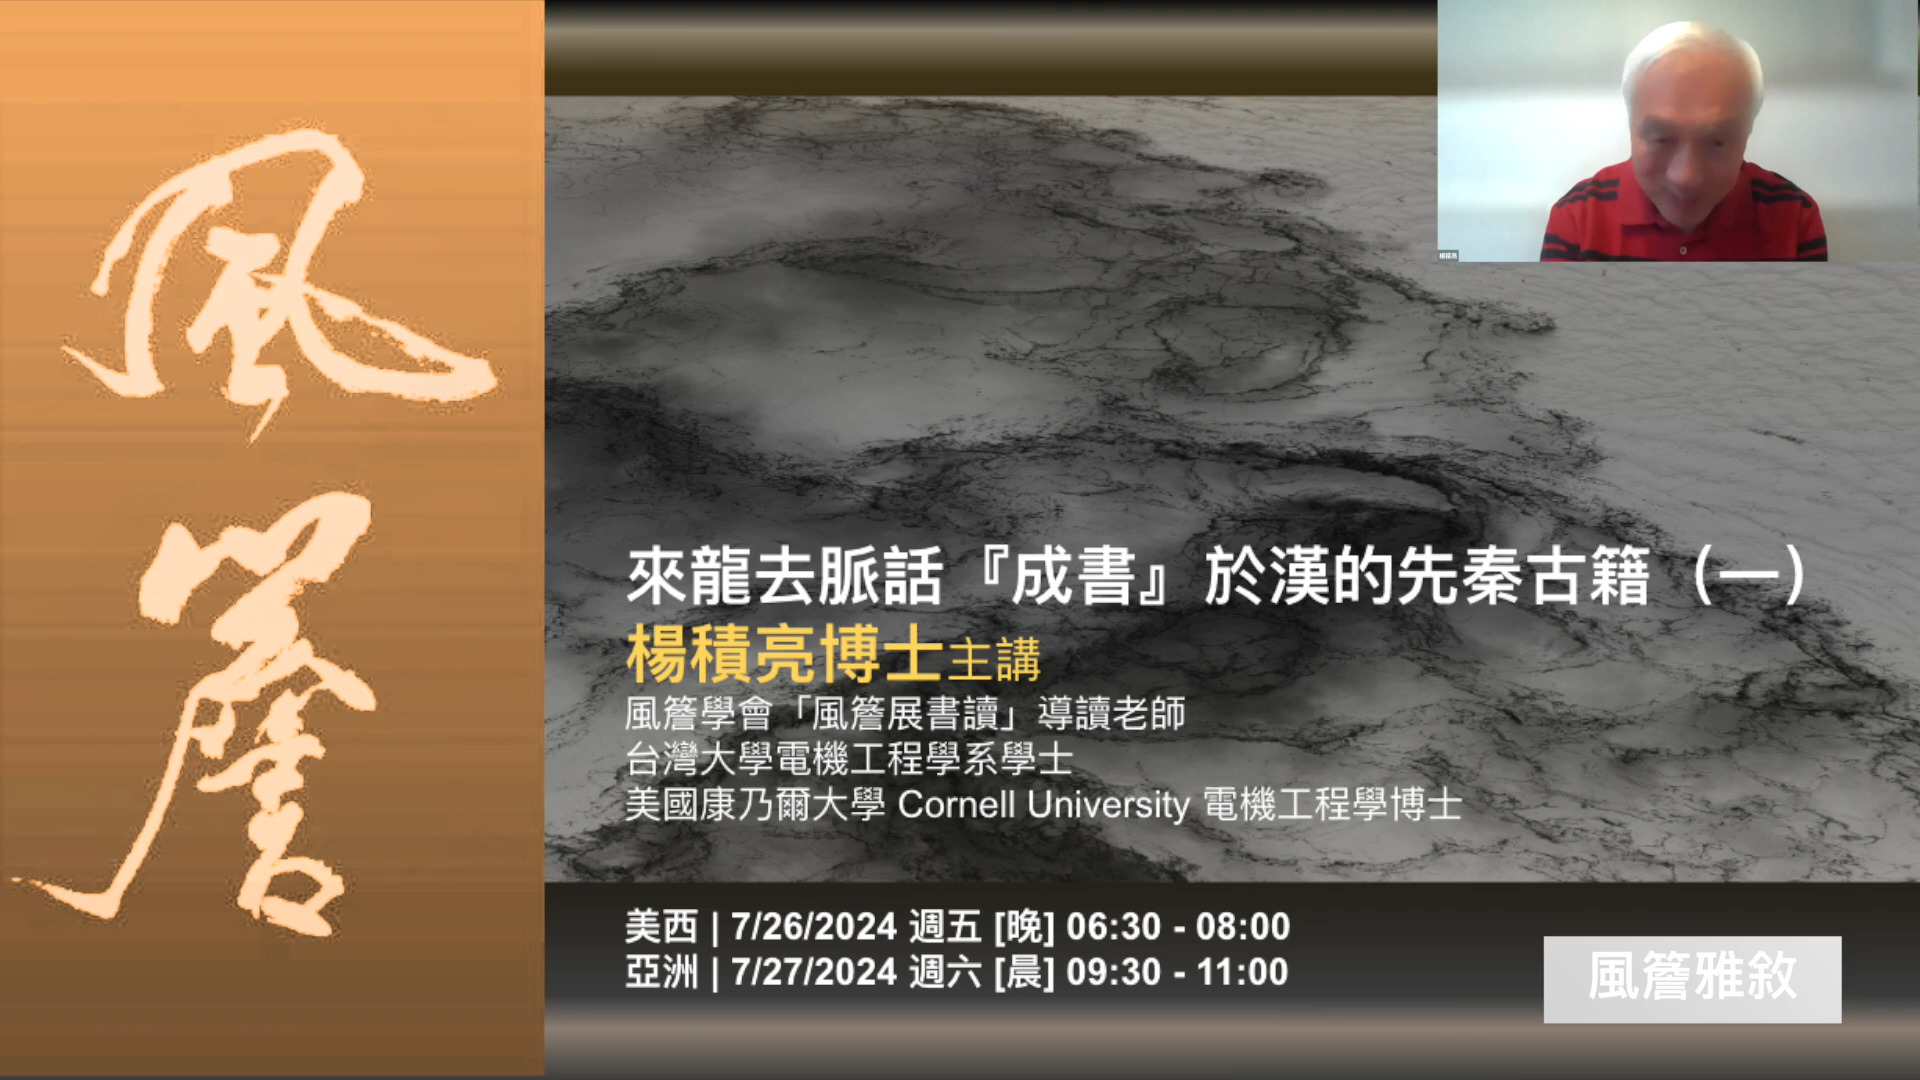 風簷
來龍去脈話『成書』於漢的先秦古籍（一）
楊積亮博士主講
風簷學會「風簷展書讀」導讀老師
台灣大學電機工程學系學士
美國康乃爾大學 Cornell University 電機工程學博士
美西 | 7/26/2024 週五 [晚] 06:30 - 08:00
亞洲 | 7/27/2024 週六 [晨] 09:30 - 11:00
風簷雅敘